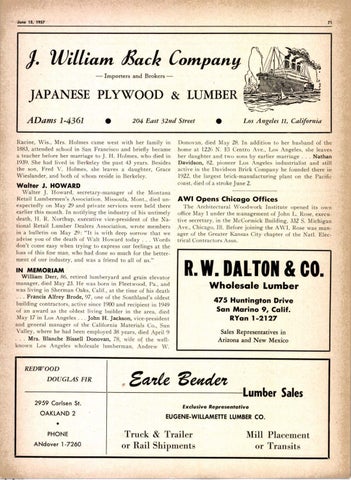 June 15, 1957
71
J. William Back Company
— Importers and Brokers —
JAPANESE PLYWOOD & LUMBER
ADams 1-4361 • 204 East 32nd Street • Los Angeles 11, California
Racine, Wis., Mrs. Holmes came west with her family in
1883, attended school in San Francisco and briefly became
a teacher before her marriage to J. H. Holmes, who died in
1939. She had lived in Berkeley the past 43 years. Besides
the son, Fred V. Holmes, she leaves a daughter, Grace
Wieslander, and both of whom reside in Berkeley.
Walter J. HOWARD
Walter J. Howard, secretary-manager of the Montana
Retail Lumbermen's Association, Missoula, Mont., died un-
expectedly on May 29 and private services were held there
earlier this month. In notifying the industry of his untimely
death, H. R. Northup, executive vice-president of the Na-
tional Retail Lumber Dealers Association, wrote members
in a bulletin on May 29: "It is with deep sorrow that we
advise you of the death of Walt Howard today . . . Words
don't come easy when trying to express our feelings at the
loss of this fine man, who had done so much for the better-
ment of our industry, and was a friend to all of us."
IN MEMORIAM
William Derr, 86, retired lumberyard and grain elevator
manager, died May 23. He was born in Fleetwood, Pa., and
was living in Sherman Oaks, Calif., at the time of his death
. . . Francis Alfrey Brode, 97, one of the Southland's oldest
building contractors, active since 1900 and recipient in 1949
of an award as the oldest living builder in the area, died
May 17 in Los Angeles . . . John H. Jackson, vice-president
and general manager of the California Materials Co., Sun
Valley, where he had been employed 38 years, died April 9
. . . Mrs. Blanche Bissell Donovan, 78, wife of the well-
known Los Angeles wholesale lumberman, Andrew W.
Donovan, died May 28. In addition to her husband of the
home at 1226 N. El Centro Ave., Los Angeles, she leaves
her daughter and two sons by earlier marriage . . . Nathan
Davidson, 82, pioneer Los Angeles industrialist and still
active in the Davidson Brick Company he founded there in
1922, the largest brick-manufacturing plant on the Pacific
coast, died of a stroke June 2.
AWI Opens Chicago Offices
The Architectural Woodwork Institute opened its own
office May 1 under the management of John L. Rose, exec-
utive secretary, in the McCormick Building, 332 S. Michigan
Ave., Chicago, Ill. Before joining the AWI, Rose was man-
ager of the Greater Kansas City chapter of the Natl. Elec-
trical Contractors Assn.
R. W. DALTON & CO.
Wholesale Lumber
475 Huntington Drive
San Marino 9, Calif.
RYan 1-2127
Sales Representatives in
Arizona and New Mexico
REDWOOD
DOUGLAS FIR
2959 Carlsen St.
OAKLAND 2
•
PHONE
ANdover 1-7260
Earle Bender
Lumber Sales
Exclusive Representative
EUGENE-WILLAMETTE LUMBER CO.
Truck & Trailer
or Rail Shipments
Mill Placement
or Transits